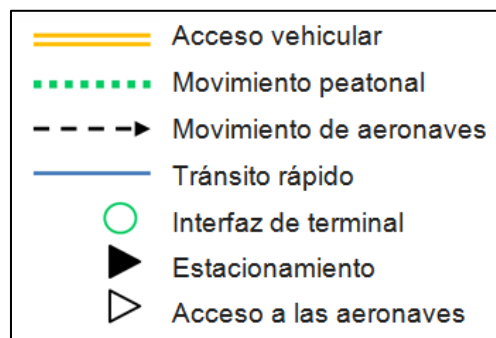 Acceso vehicular
Movimiento peatonal
Movimiento de aeronaves
Tránsito rápido
Interfaz de terminal
Estacionamiento
Acceso a las aeronaves